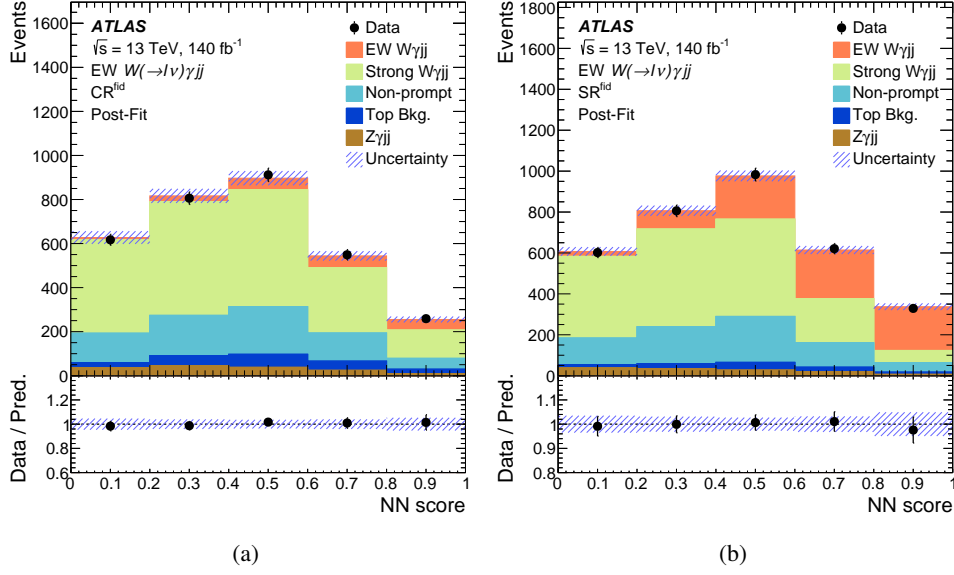 Events
1600
1400
1200
1000
800
600
400
200
0
ATLAS
√s = 13 TeV, 140 fb⁻¹
EW W(→lν)γjj
CR^fid
Post-Fit
Data
EW Wγjj
Strong Wγjj
Non-prompt
Top Bkg.
Zγjj
Uncertainty
Data / Pred.
1.2
1
0.8
0.6
0 0.1 0.2 0.3 0.4 0.5 0.6 0.7 0.8 0.9 1
NN score
(a)
Events
1800
1600
1400
1200
1000
800
600
400
200
0
ATLAS
√s = 13 TeV, 140 fb⁻¹
EW W(→lν)γjj
SR^fid
Post-Fit
Data
EW Wγjj
Strong Wγjj
Non-prompt
Top Bkg.
Zγjj
Uncertainty
Data / Pred.
1.1
1
0.9
0.8
0 0.1 0.2 0.3 0.4 0.5 0.6 0.7 0.8 0.9 1
NN score
(b)